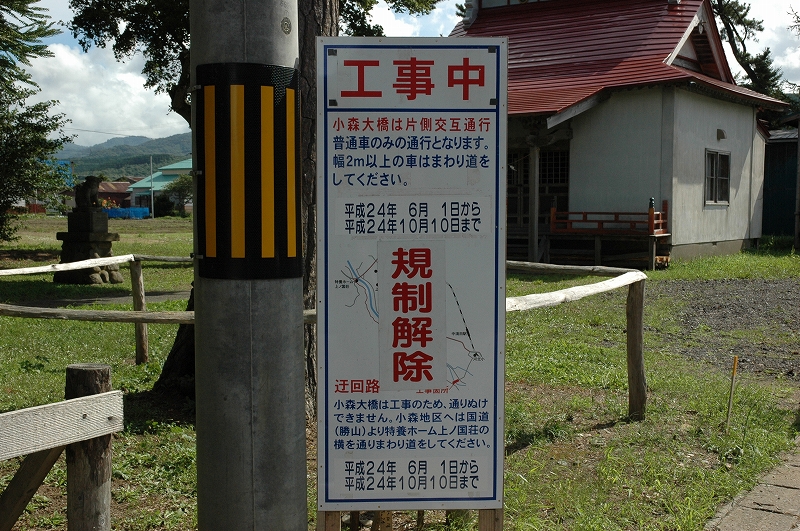 工事中
小森大橋は片側交互通行
普通車のみの通行となります。
幅2m以上の車はまわり道を
してください。
平成24年 6月 1日から
平成24年10月10日まで
規制解除
迂回路
工事箇所
小森大橋は工事のため、通りぬけ
できません。小森地区へは国道
(勝山)より特養ホーム上ノ国荘の
横を通りまわり道をしてください。
平成24年 6月 1日から
平成24年10月10日まで